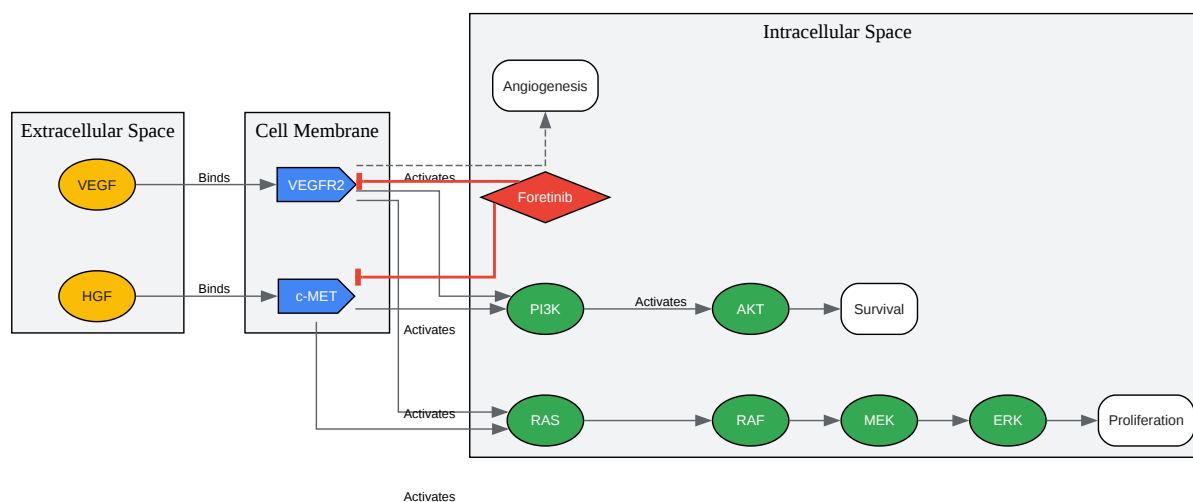 Intracellular Space
Angiogenesis
Extracellular Space
Cell Membrane
VEGF
Binds
VEGFR2
Activates
Foretinib
HGF
Binds
c-MET
PI3K
Activates
AKT
Survival
Activates
Activates
RAS
RAF
MEK
ERK
Proliferation
Activates